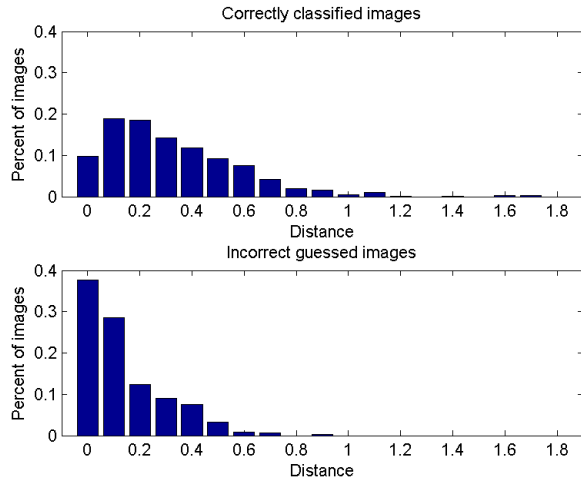 Correctly classified images
0.4
0.3
0.2
0.1
0
Percent of images
0 0.2 0.4 0.6 0.8 1 1.2 1.4 1.6 1.8
Distance
Incorrect guessed images
0.4
0.3
0.2
0.1
0
Percent of images
0 0.2 0.4 0.6 0.8 1 1.2 1.4 1.6 1.8
Distance